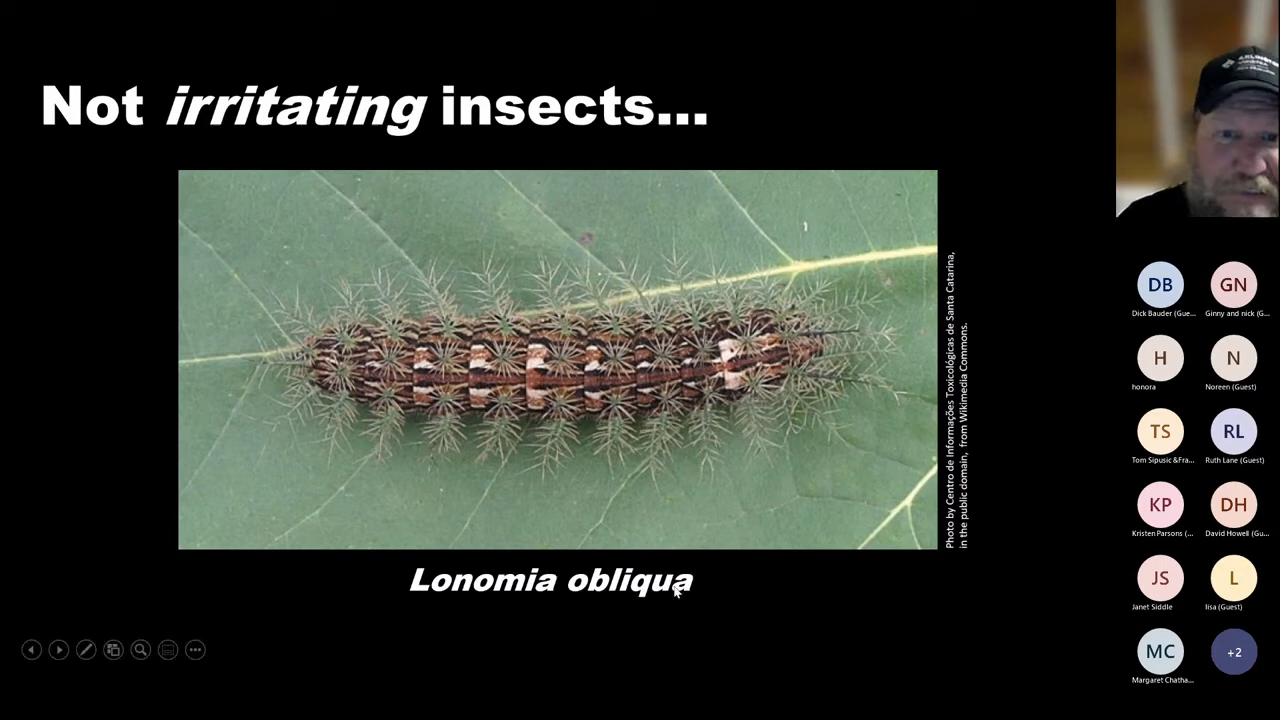 Not irritating insects...
Photo by Centro de Informações Toxicológicas de Santa Catarina,
in the public domain, from Wikimedia Commons.
Lonomia obliqua
DB
GN
Dick Bauder (Gue...
Ginny and nick (G...
H
N
honora
Noreen (Guest)
TS
RL
Tom Sipusic &Fra...
Ruth Lane (Guest)
KP
DH
Kristen Parsons (...
David Howell (Gu...
JS
L
Janet Siddle
lisa (Guest)
MC
+2
Margaret Chatha...